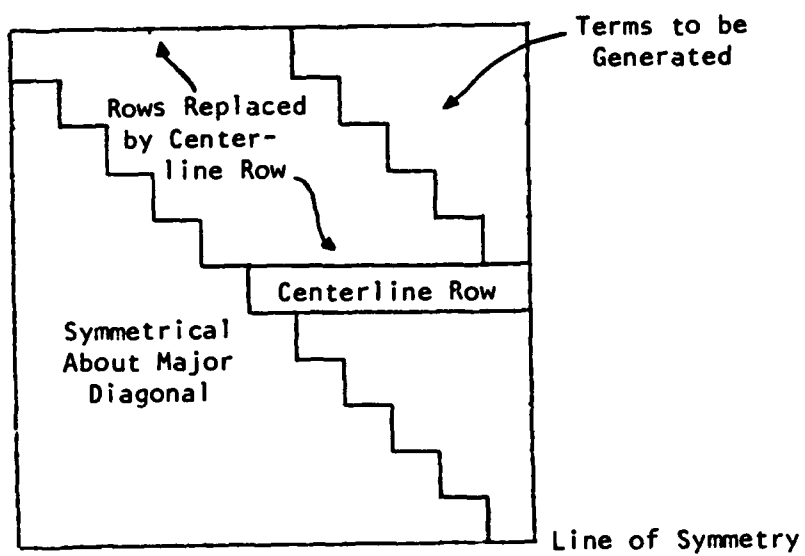 Terms to be
Generated
Rows Replaced
by Center-
line Row
Centerline Row
Symmetrical
About Major
Diagonal
Line of Symmetry